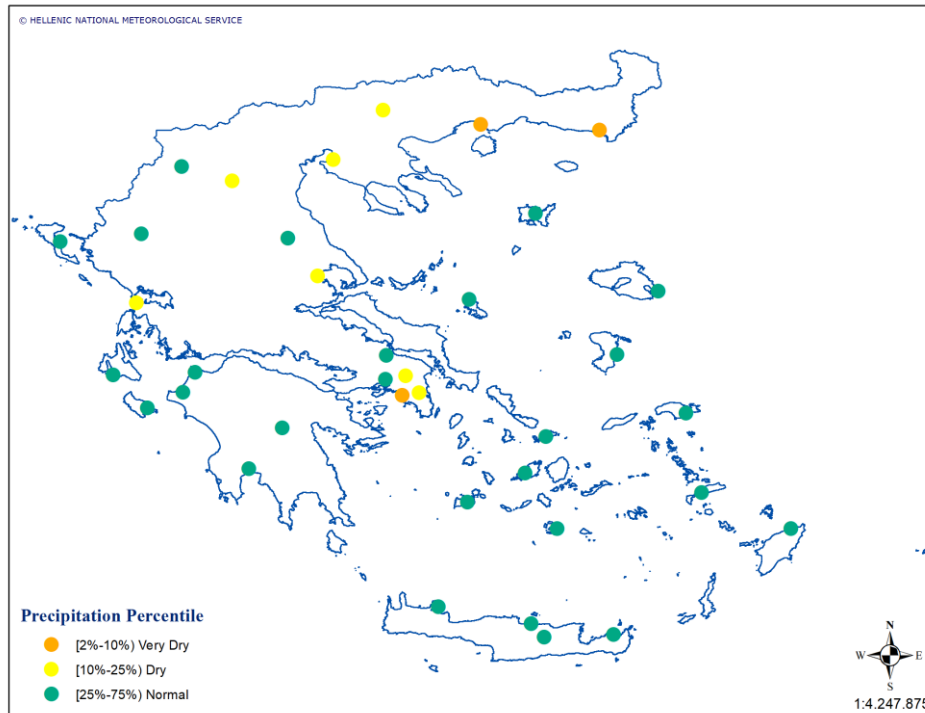 © HELLENIC NATIONAL METEOROLOGICAL SERVICE
Precipitation Percentile
[2%-10%) Very Dry
[10%-25%) Dry
[25%-75%) Normal
N
W E
S
1:4.247.875